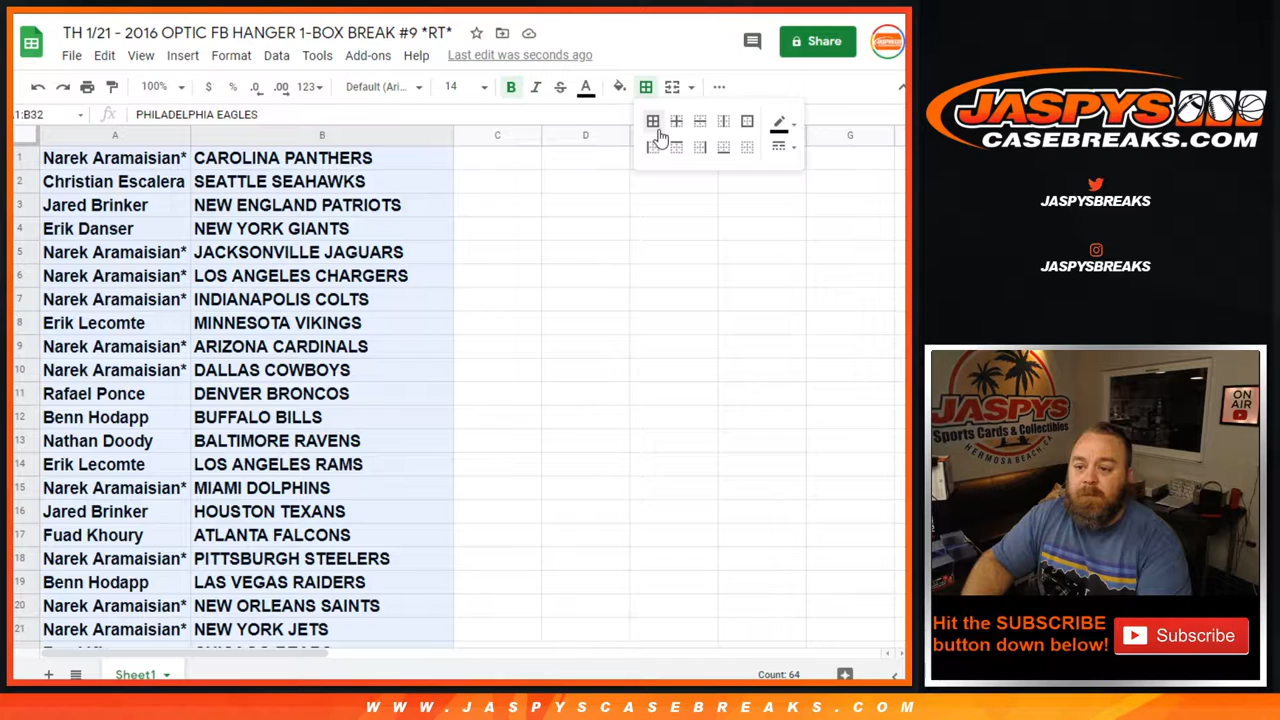 TH 1/21 - 2016 OPTIC FB HANGER 1-BOX BREAK #9 *RT*
File Edit View Insert Format Data Tools Add-ons Help Last edit was seconds ago
Share
100% $ % .0 .00 123 Default (Ari... 14 B I S A
:B32 fx PHILADELPHIA EAGLES
A B C D G
1 Narek Aramaisian* CAROLINA PANTHERS
2 Christian Escalera SEATTLE SEAHAWKS
3 Jared Brinker NEW ENGLAND PATRIOTS
4 Erik Danser NEW YORK GIANTS
5 Narek Aramaisian* JACKSONVILLE JAGUARS
6 Narek Aramaisian* LOS ANGELES CHARGERS
7 Narek Aramaisian* INDIANAPOLIS COLTS
8 Erik Lecomte MINNESOTA VIKINGS
9 Narek Aramaisian* ARIZONA CARDINALS
10 Narek Aramaisian* DALLAS COWBOYS
11 Rafael Ponce DENVER BRONCOS
12 Benn Hodapp BUFFALO BILLS
13 Nathan Doody BALTIMORE RAVENS
14 Erik Lecomte LOS ANGELES RAMS
15 Narek Aramaisian* MIAMI DOLPHINS
16 Jared Brinker HOUSTON TEXANS
17 Fuad Khoury ATLANTA FALCONS
18 Narek Aramaisian* PITTSBURGH STEELERS
19 Benn Hodapp LAS VEGAS RAIDERS
20 Narek Aramaisian* NEW ORLEANS SAINTS
21 Narek Aramaisian* NEW YORK JETS
Sheet1
Count: 64
JASPYS
CASEBREAKS.COM
JASPYSBREAKS
JASPYSBREAKS
JASPYS
Sports Cards & Collectibles
HERMOSA BEACH, CA
ON
AIR
Hit the SUBSCRIBE
button down below!
Subscribe
WWW.JASPYSCASEBREAKS.COM